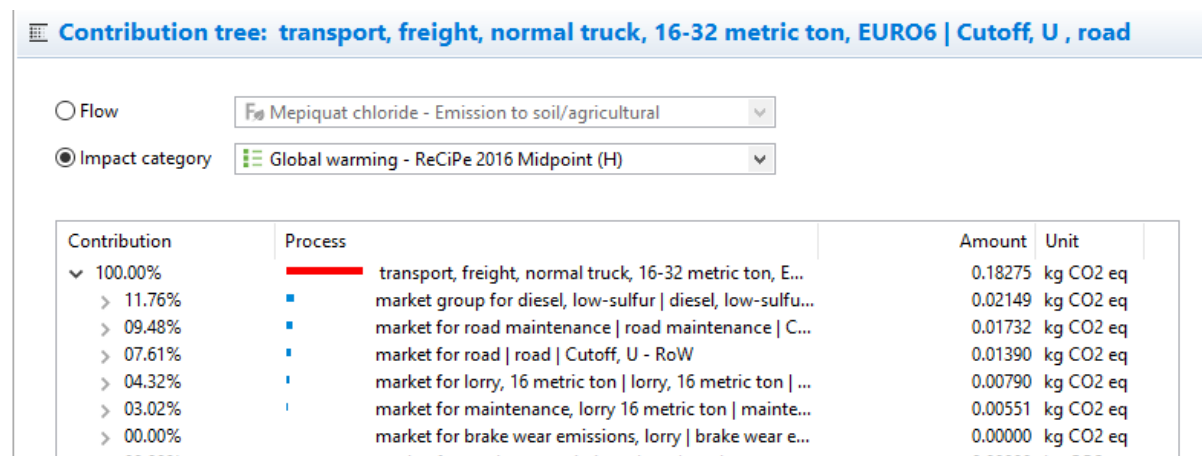 Contribution tree: transport, freight, normal truck, 16-32 metric ton, EURO6 | Cutoff, U , road
Flow Mepiquat chloride - Emission to soil/agricultural
Impact category Global warming - ReCiPe 2016 Midpoint (H)
Contribution Process Amount Unit
100.00% transport, freight, normal truck, 16-32 metric ton, E... 0.18275 kg CO2 eq
11.76% market group for diesel, low-sulfur | diesel, low-sulfu... 0.02149 kg CO2 eq
09.48% market for road maintenance | road maintenance | C... 0.01732 kg CO2 eq
07.61% market for road | road | Cutoff, U - RoW 0.01390 kg CO2 eq
04.32% market for lorry, 16 metric ton | lorry, 16 metric ton | ... 0.00790 kg CO2 eq
03.02% market for maintenance, lorry 16 metric ton | mainte... 0.00551 kg CO2 eq
00.00% market for brake wear emissions, lorry | brake wear e... 0.00000 kg CO2 eq